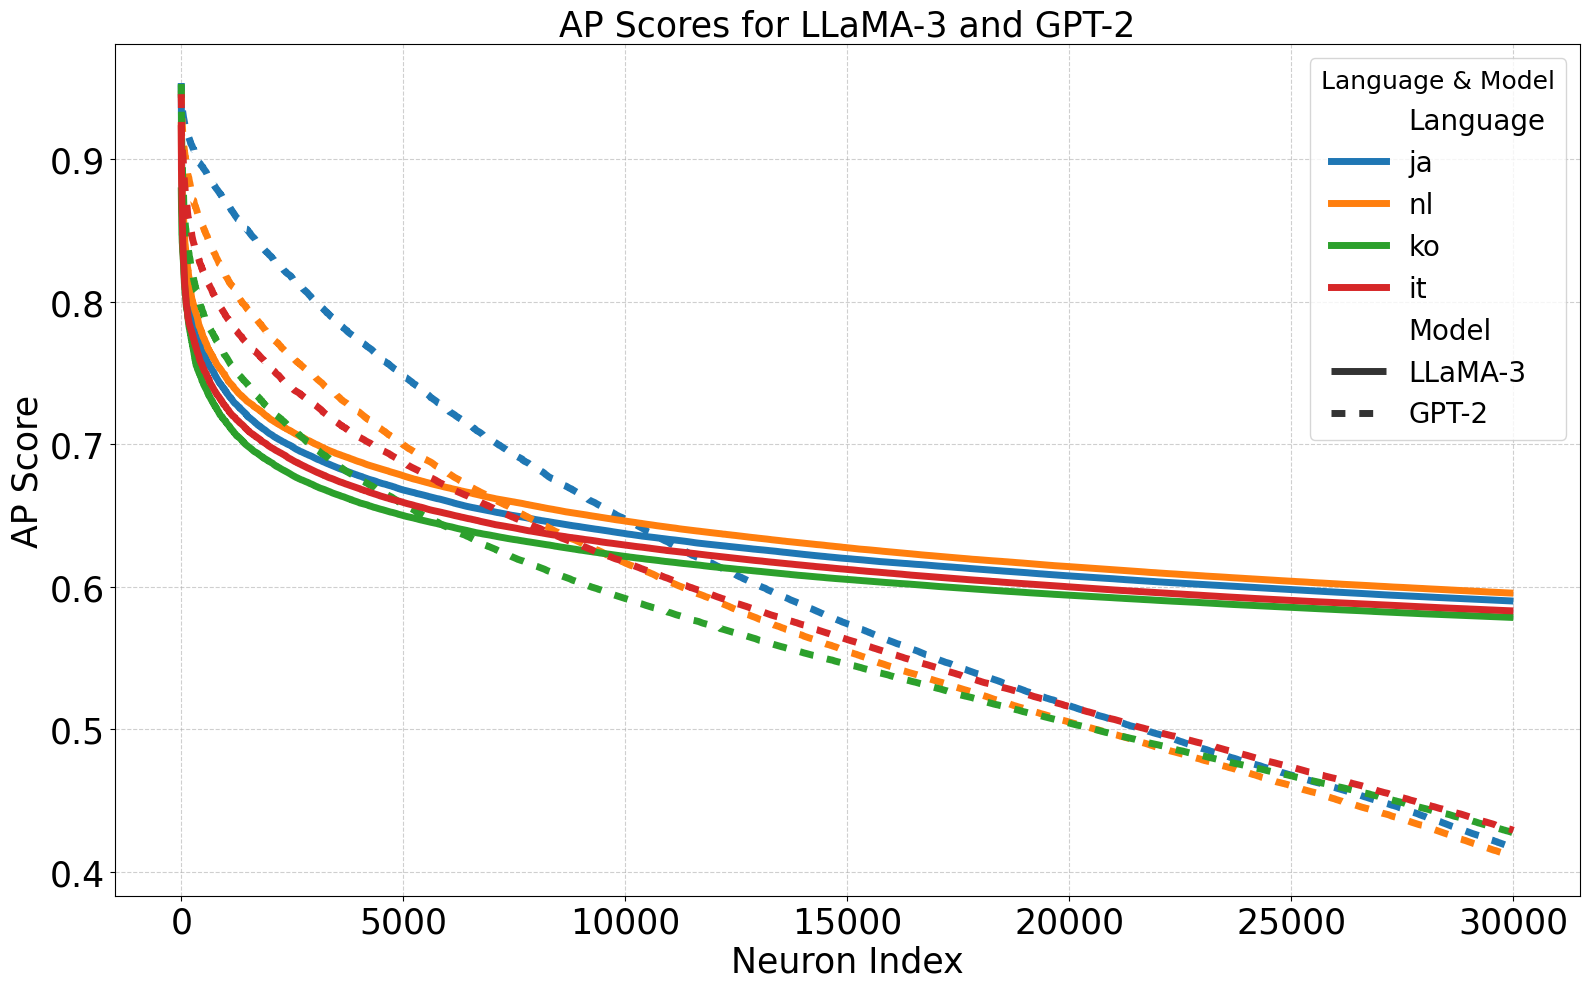 AP Scores for LLaMA-3 and GPT-2
Language & Model
Language
ja
nl
ko
it
Model
LLaMA-3
GPT-2
AP Score
0.9
0.8
0.7
0.6
0.5
0.4
0 5000 10000 15000 20000 25000 30000
Neuron Index